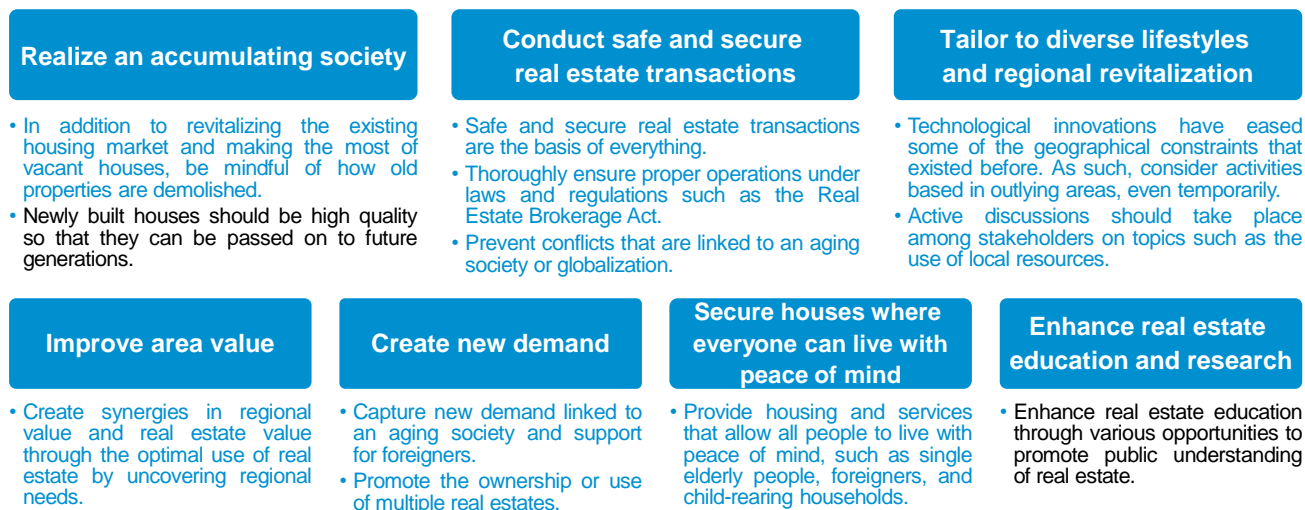 Realize an accumulating society
• In addition to revitalizing the existing
housing market and making the most of
vacant houses, be mindful of how old
properties are demolished.
• Newly built houses should be high quality
so that they can be passed on to future
generations.
Conduct safe and secure
real estate transactions
• Safe and secure real estate transactions
are the basis of everything.
• Thoroughly ensure proper operations under
laws and regulations such as the Real
Estate Brokerage Act.
• Prevent conflicts that are linked to an aging
society or globalization.
Tailor to diverse lifestyles
and regional revitalization
• Technological innovations have eased
some of the geographical constraints that
existed before. As such, consider activities
based in outlying areas, even temporarily.
• Active discussions should take place
among stakeholders on topics such as the
use of local resources.
Improve area value
• Create synergies in regional
value and real estate value
through the optimal use of real
estate by uncovering regional
needs.
Create new demand
• Capture new demand linked to
an aging society and support
for foreigners.
• Promote the ownership or use
of multiple real estates.
Secure houses where
everyone can live with
peace of mind
• Provide housing and services
that allow all people to live with
peace of mind, such as single
elderly people, foreigners, and
child-rearing households.
Enhance real estate
education and research
• Enhance real estate education
through various opportunities to
promote public understanding
of real estate.